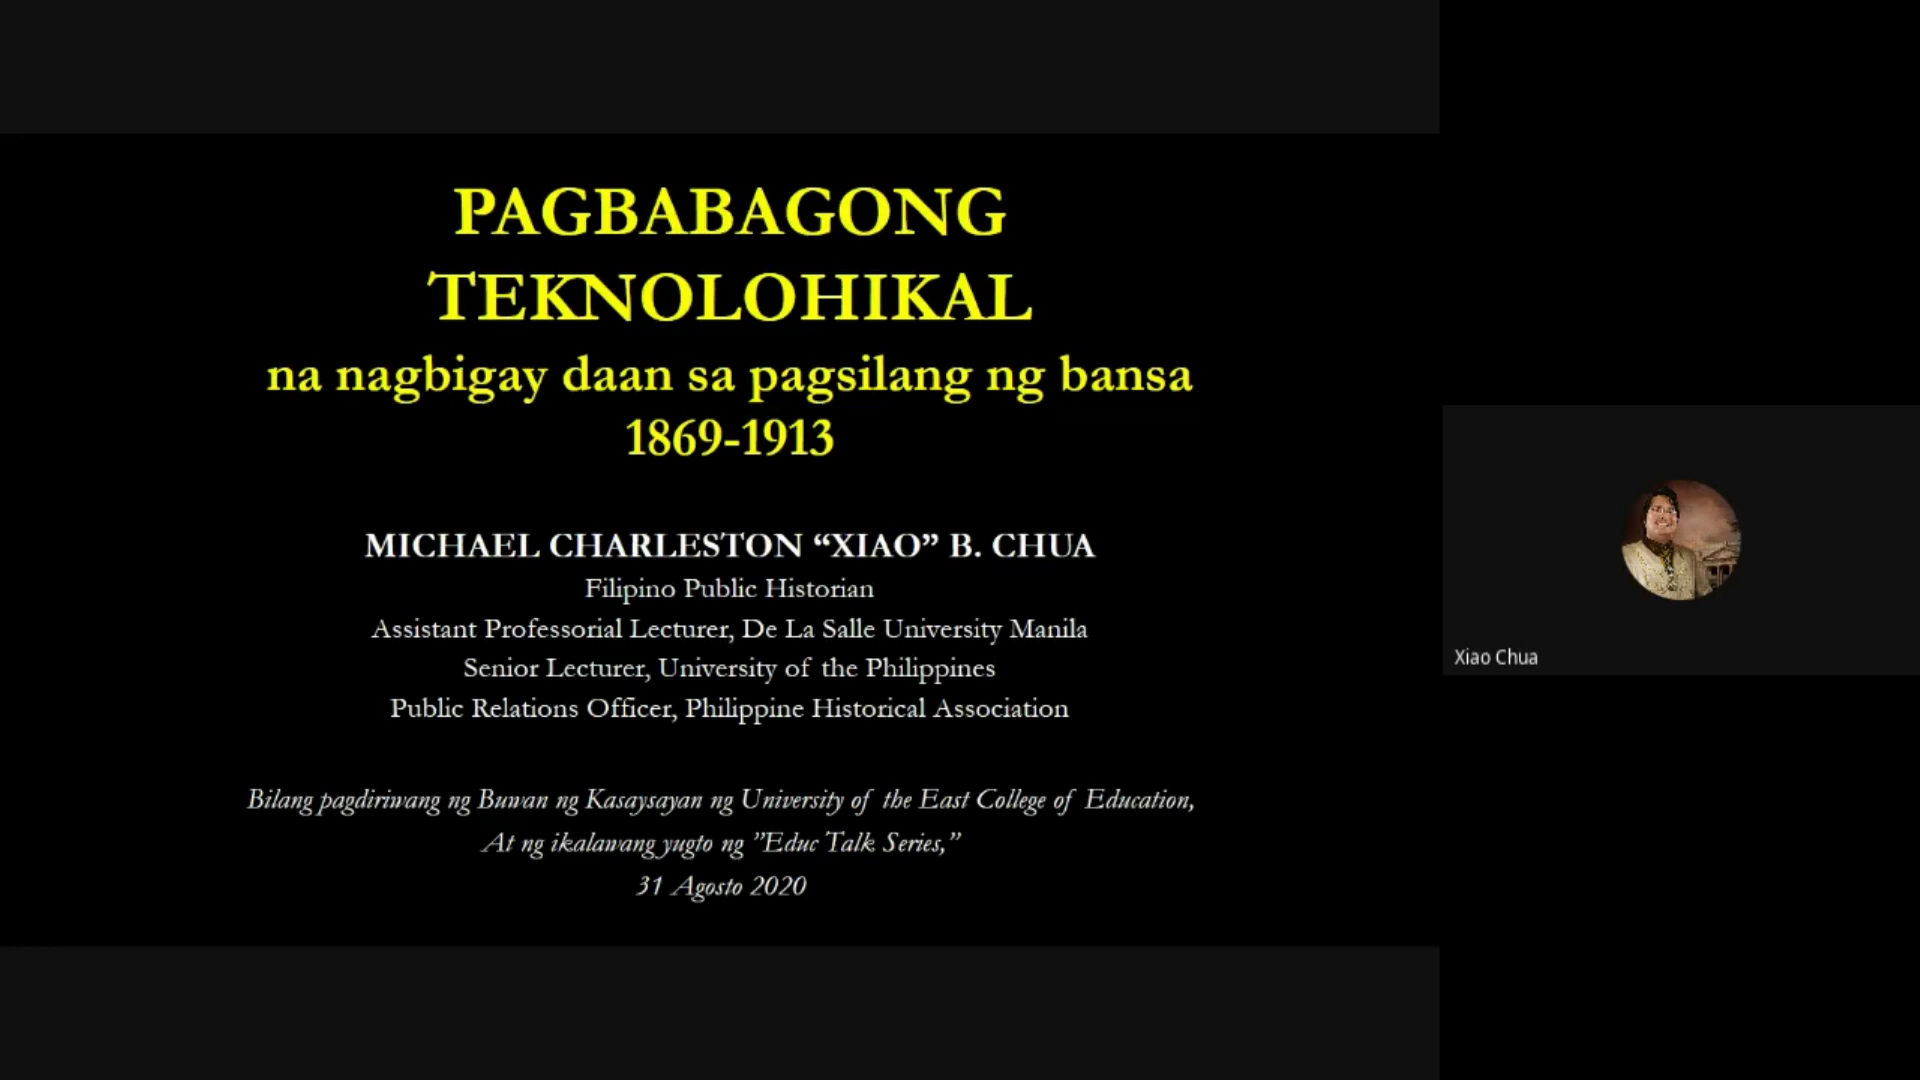 PAGBABAGONG
TEKNOLOHIKAL
na nagbigay daan sa pagsilang ng bansa
1869-1913
MICHAEL CHARLESTON “XIAO” B. CHUA
Filipino Public Historian
Assistant Professorial Lecturer, De La Salle University Manila
Senior Lecturer, University of the Philippines
Public Relations Officer, Philippine Historical Association
Bilang pagdiriwang ng Buwan ng Kasaysayan ng University of the East College of Education,
At ng ikalawang yugto ng ”Educ Talk Series,”
31 Agosto 2020
Xiao Chua